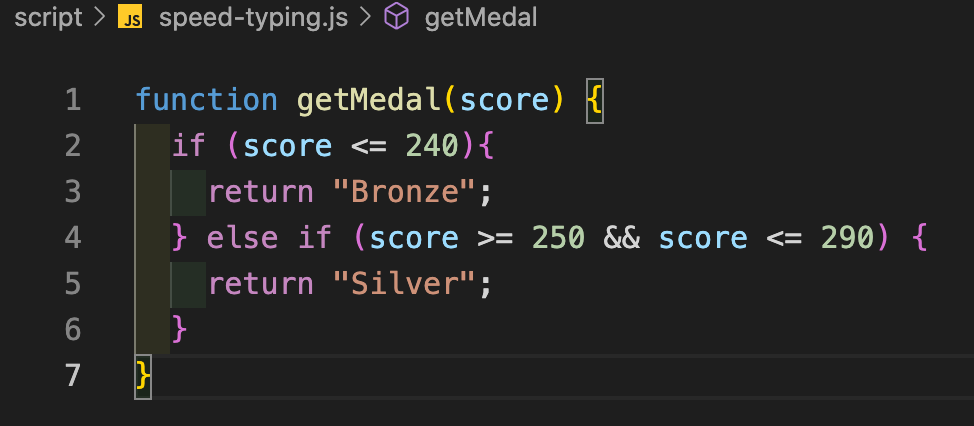 script > JS speed-typing.js > getMedal
1 function getMedal(score) {
2   if (score <= 240){
3     return "Bronze";
4   } else if (score >= 250 && score <= 290) {
5     return "Silver";
6   }
7 }